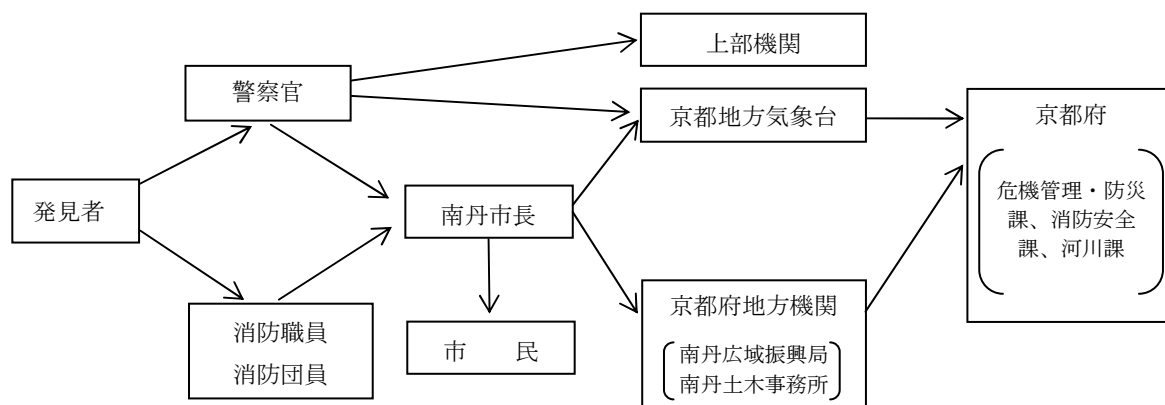 上部機関
警察官
京都地方気象台
京都府
危機管理・防災
課、消防安全
課、河川課
発見者
南丹市長
京都府地方機関
南丹広域振興局
南丹土木事務所
消防職員
消防団員
市　　民